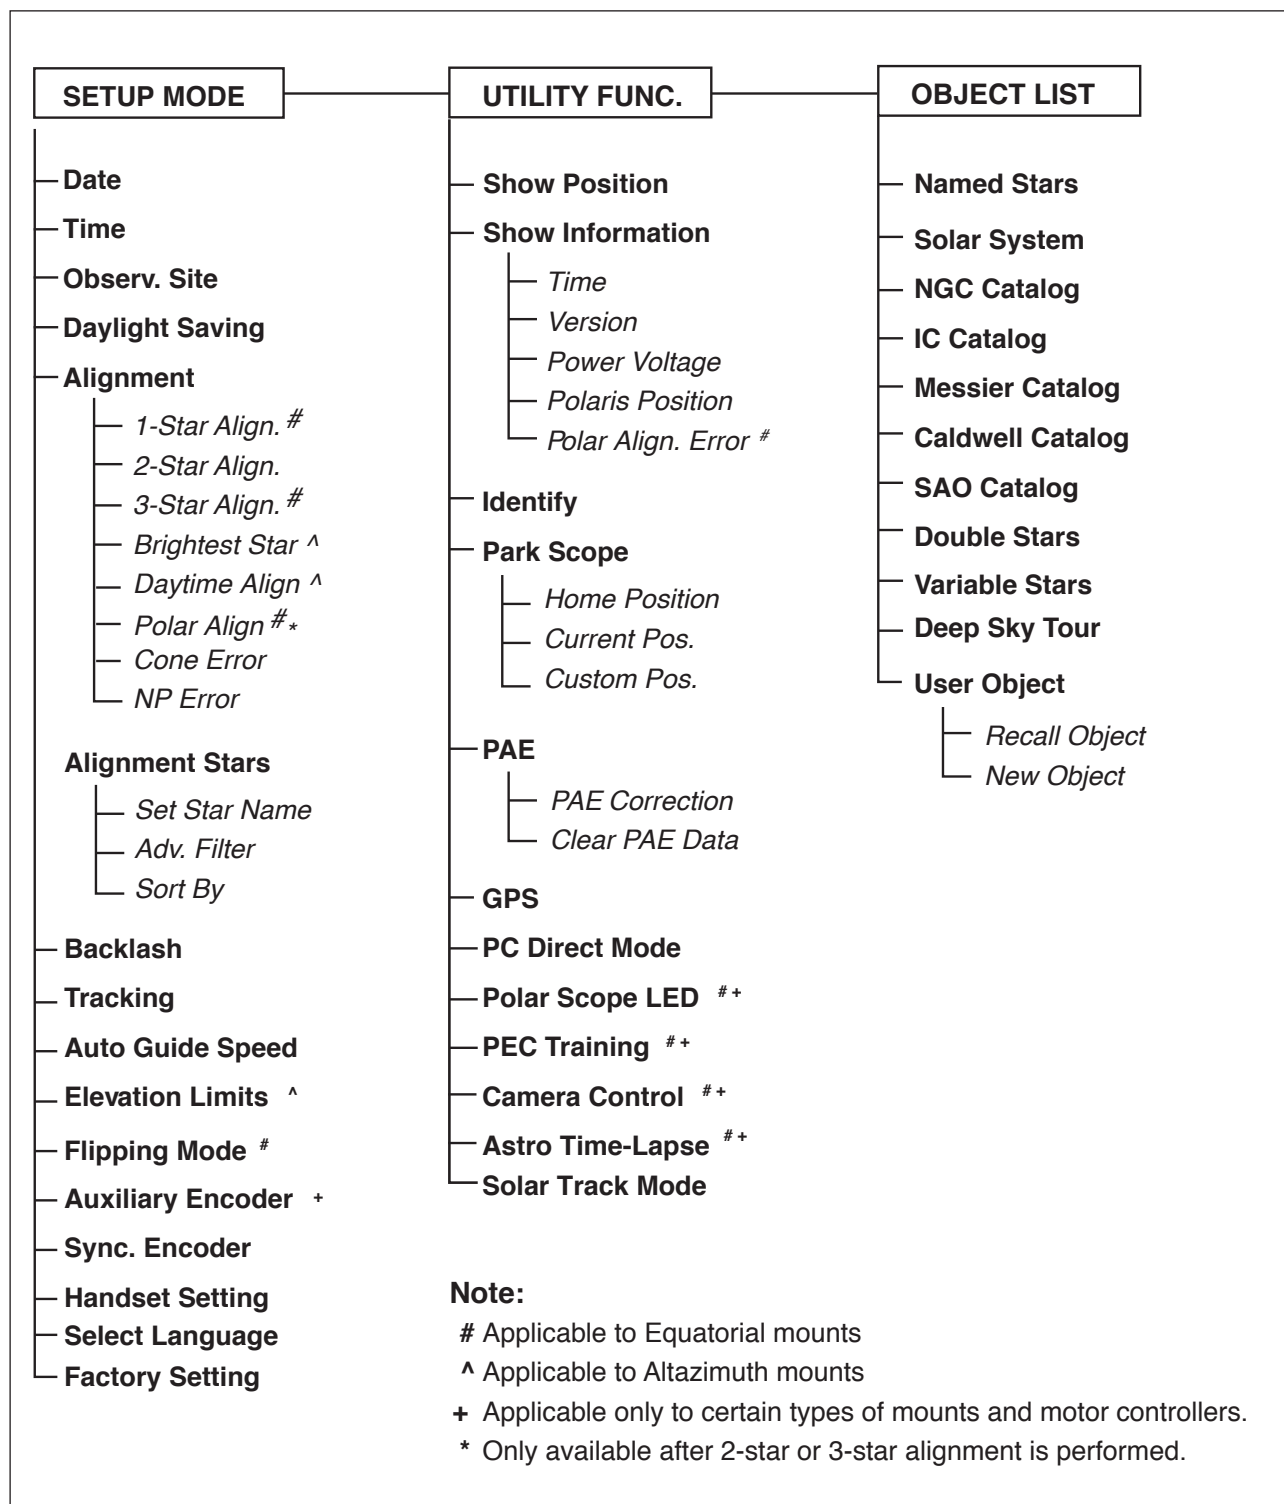 SETUP MODE
Date
Time
Observ. Site
Daylight Saving
Alignment
1-Star Align. #
2-Star Align.
3-Star Align. #
Brightest Star ^
Daytime Align ^
Polar Align # *
Cone Error
NP Error
Alignment Stars
Set Star Name
Adv. Filter
Sort By
Backlash
Tracking
Auto Guide Speed
Elevation Limits ^
Flipping Mode #
Auxiliary Encoder +
Sync. Encoder
Handset Setting
Select Language
Factory Setting
UTILITY FUNC.
Show Position
Show Information
Time
Version
Power Voltage
Polaris Position
Polar Align. Error #
Identify
Park Scope
Home Position
Current Pos.
Custom Pos.
PAE
PAE Correction
Clear PAE Data
GPS
PC Direct Mode
Polar Scope LED # +
PEC Training # +
Camera Control # +
Astro Time-Lapse # +
Solar Track Mode
OBJECT LIST
Named Stars
Solar System
NGC Catalog
IC Catalog
Messier Catalog
Caldwell Catalog
SAO Catalog
Double Stars
Variable Stars
Deep Sky Tour
User Object
Recall Object
New Object
Note:
# Applicable to Equatorial mounts
^ Applicable to Altazimuth mounts
+ Applicable only to certain types of mounts and motor controllers.
* Only available after 2-star or 3-star alignment is performed.